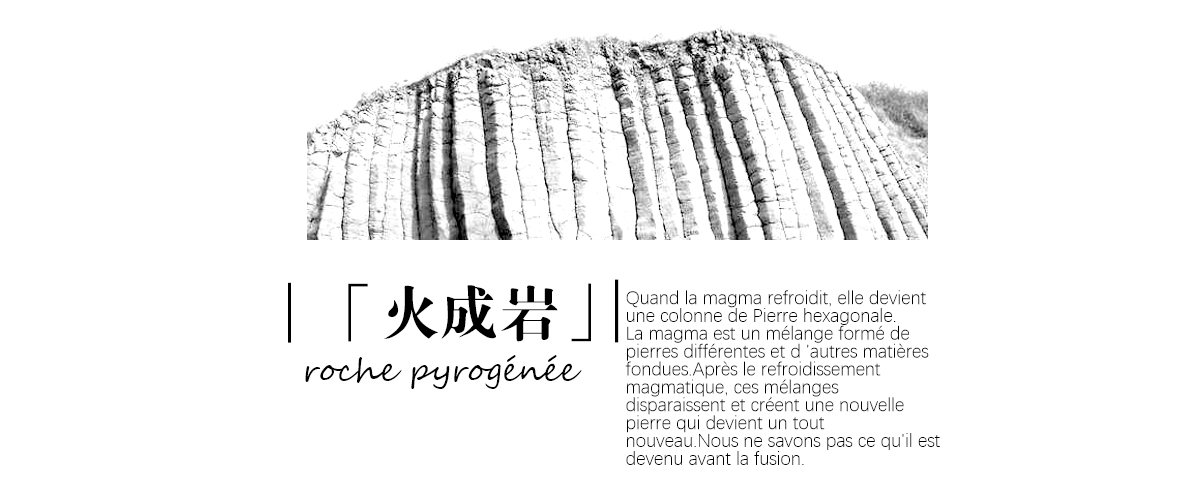 「火成岩」
roche pyrogénée
Quand la magma refroidit, elle devient
une colonne de Pierre hexagonale.
La magma est un mélange formé de
pierres différentes et d 'autres matières
fondues.Après le refroidissement
magmatique, ces mélanges
disparaissent et créent une nouvelle
pierre qui devient un tout
nouveau.Nous ne savons pas ce qu'il est
devenu avant la fusion.